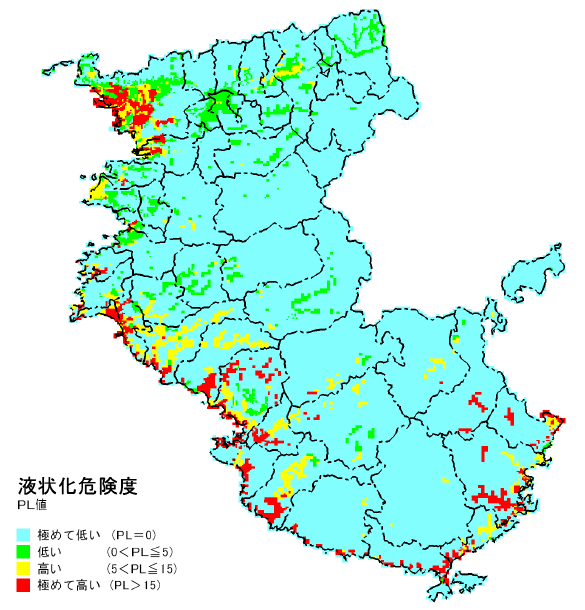 液状化危険度
PL値
極めて低い (PL=0)
低い (0<PL≦5)
高い (5<PL≦15)
極めて高い (PL>15)